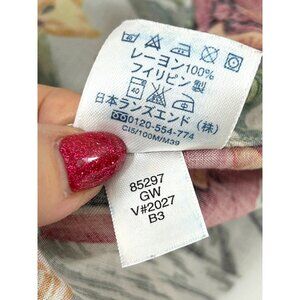 レーヨン100%
フィリピン製
40
日本ランズエンド(株)
0120-554-774
CIS/100M/M39
85297
GW
V#2027
B3